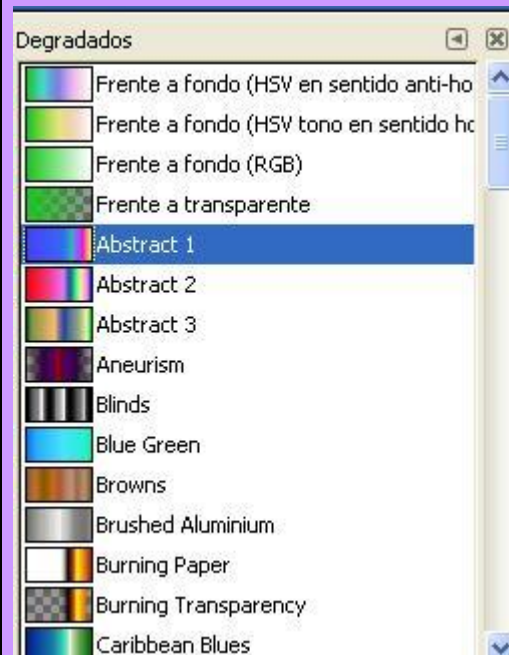 Degradados
Frente a fondo (HSV en sentido anti-ho
Frente a fondo (HSV tono en sentido ho
Frente a fondo (RGB)
Frente a transparente
Abstract 1
Abstract 2
Abstract 3
Aneurism
Blinds
Blue Green
Browns
Brushed Aluminium
Burning Paper
Burning Transparency
Caribbean Blues